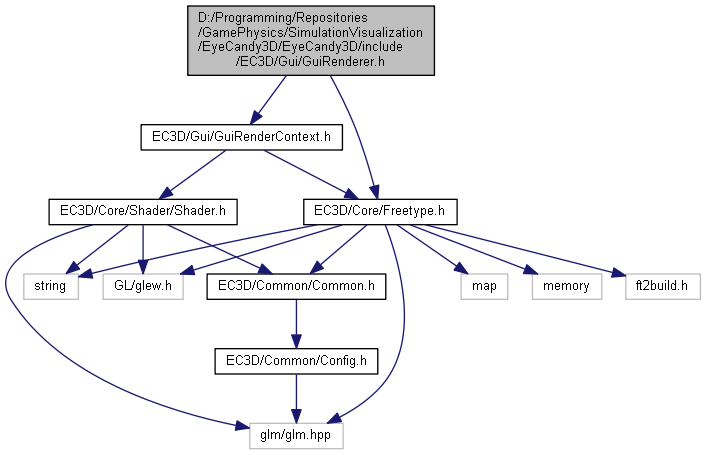 D:/Programming/Repositories
/GamePhysics/SimulationVisualization
/EyeCandy3D/EyeCandy3D/include
/EC3D/Gui/GuiRenderer.h
EC3D/Gui/GuiRenderContext.h
EC3D/Core/Shader/Shader.h
EC3D/Core/Freetype.h
string
GL/glew.h
EC3D/Common/Common.h
map
memory
ft2build.h
EC3D/Common/Config.h
glm/glm.hpp